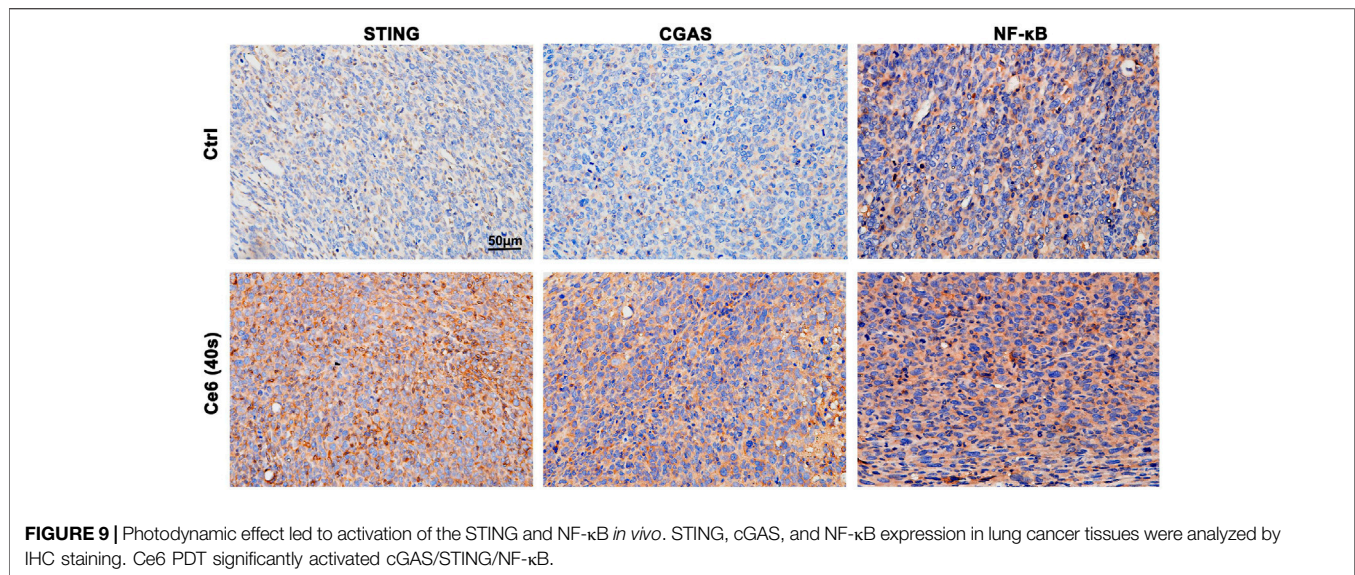 STING
CGAS
NF-κB
Ctrl
50μm
Ce6 (40s)
FIGURE 9 | Photodynamic effect led to activation of the STING and NF-κB in vivo. STING, cGAS, and NF-κB expression in lung cancer tissues were analyzed by
IHC staining. Ce6 PDT significantly activated cGAS/STING/NF-κB.